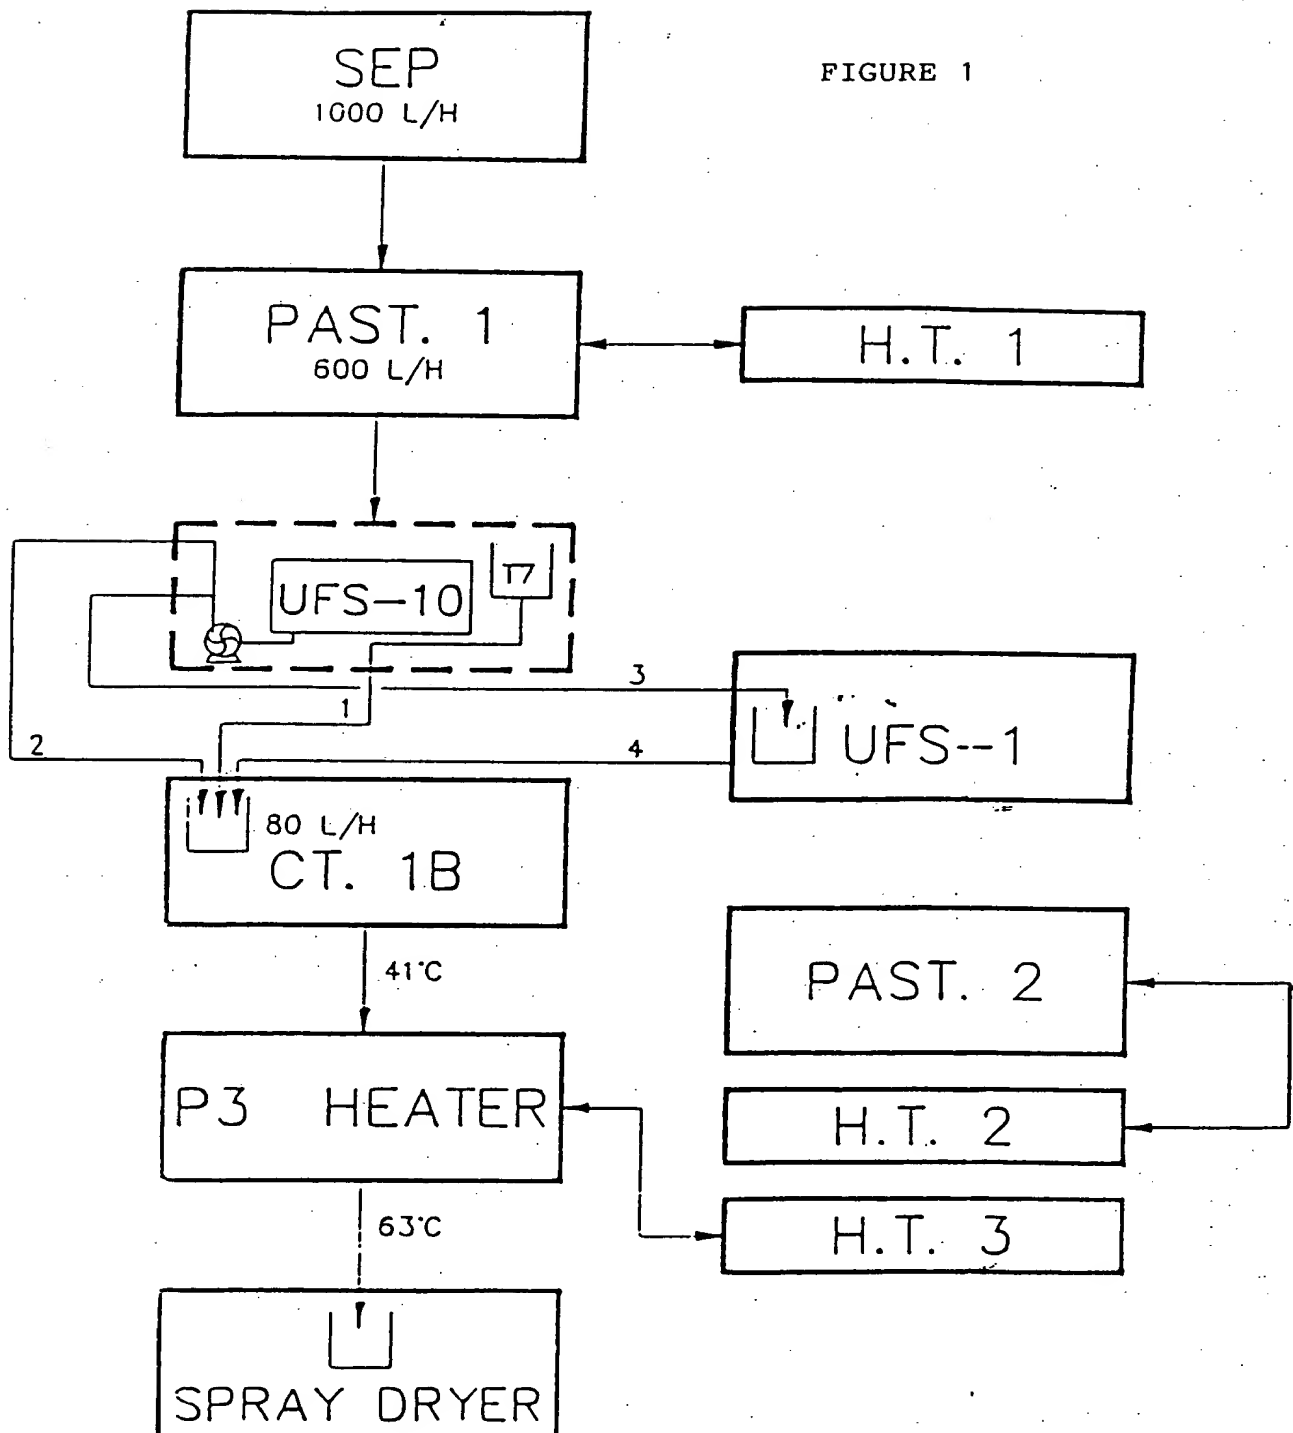 FIGURE 1
SEP
1000 L/H
PAST. 1
600 L/H
H.T. 1
UFS-10
T7
3
1
2
4
UFS--1
80 L/H
CT. 1B
41°C
PAST. 2
P3 HEATER
H.T. 2
63°C
H.T. 3
SPRAY DRYER